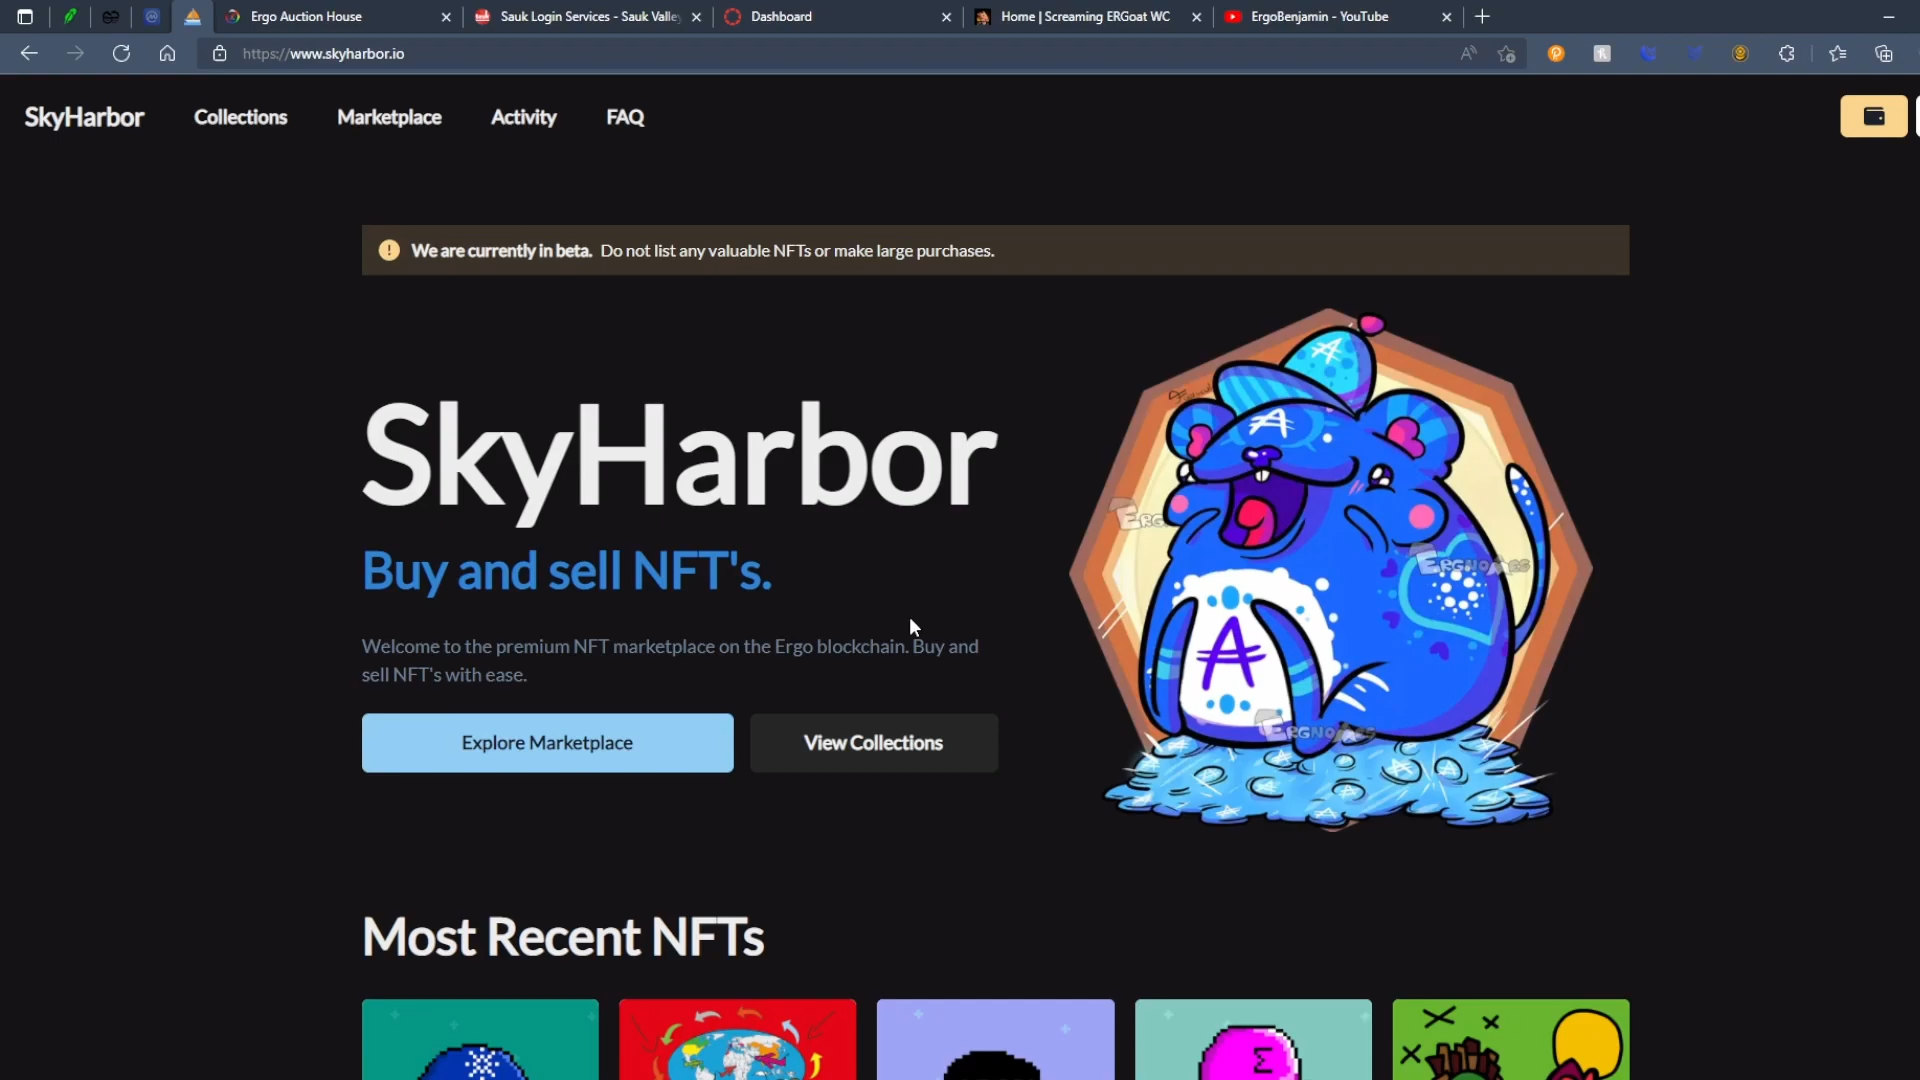 Ergo Auction House
Sauk Login Services - Sauk Valle
Dashboard
Home | Screaming ERGoat WC
ErgoBenjamin - YouTube
https://www.skyharbor.io
SkyHarbor
Collections
Marketplace
Activity
FAQ
We are currently in beta. Do not list any valuable NFTs or make large purchases.
SkyHarbor
Buy and sell NFT's.
Welcome to the premium NFT marketplace on the Ergo blockchain. Buy and
sell NFT's with ease.
Explore Marketplace
View Collections
ERGNOMES
ERGNOMES
Most Recent NFTs
Σ